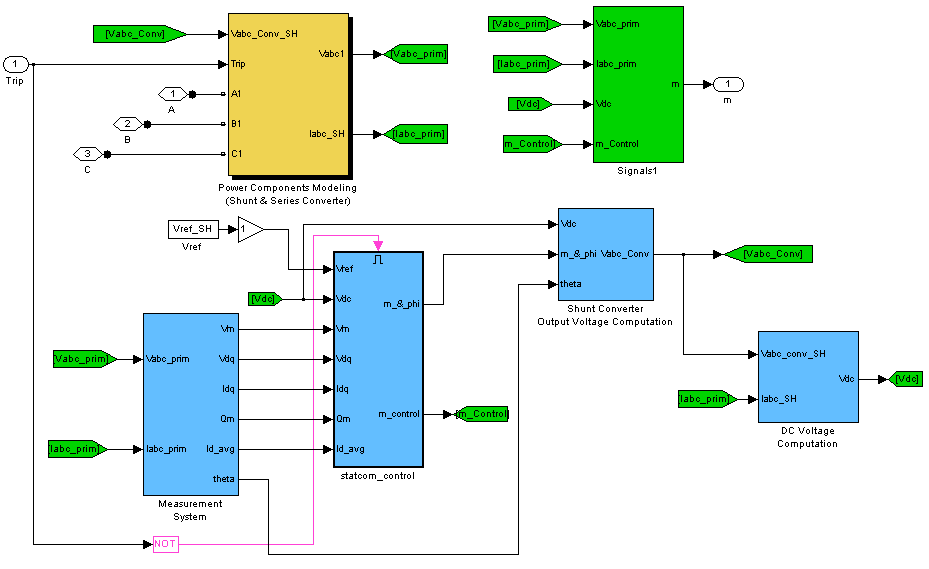 [Vabc_Conv]
Vabc_Conv_SH
1
Trip
Trip
1
A
A1
2
B
B1
3
C
C1
Vabc1
Iabc_SH
[Vabc_prim]
[Iabc_prim]
Power Components Modeling
(Shunt & Series Converter)
[Vabc_prim]
[Iabc_prim]
[Vdc]
m_Control]
Vabc_prim
Iabc_prim
Vdc
m_Control
m
1
m
Signals1
Vref_SH
Vref
1
[Vdc]
Vref
Vdc
Vm
Vdq
Idq
Qm
Id_avg
m_&_phi
m_control
statcom_control
[m_Control]
Vabc_prim]
[Iabc_prim]
Vabc_prim
Iabc_prim
Vm
Vdq
Idq
Qm
Id_avg
theta
Measurement
System
NOT
Vdc
m_&_phi
theta
Vabc_Conv
Shunt Converter
Output Voltage Computation
[Vabc_Conv]
[Iabc_prim]
Vabc_conv_SH
Iabc_SH
Vdc
DC Voltage
Computation
[Vdc]